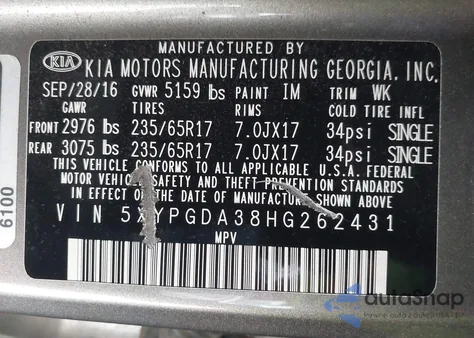 MANUFACTURED BY
KIA KIA MOTORS MANUFACTURING GEORGIA, INC.
SEP/28/16 GVWR 5159 lbs PAINT IM TRIM WK
GAWR TIRES RIMS COLD TIRE INFL
FRONT 2976 lbs 235/65R17 7.0JX17 34psi SINGLE
REAR 3075 lbs 235/65R17 7.0JX17 34psi SINGLE
THIS VEHICLE CONFORMS TO ALL APPLICABLE U.S.A. FEDERAL
MOTOR VEHICLE SAFETY AND THEFT PREVENTION STANDARDS
IN EFFECT ON THE DATE OF MANUFACTURE SHOWN ABOVE
VIN 5XYPGDA38HG262431
MPV
6100
autoSnap